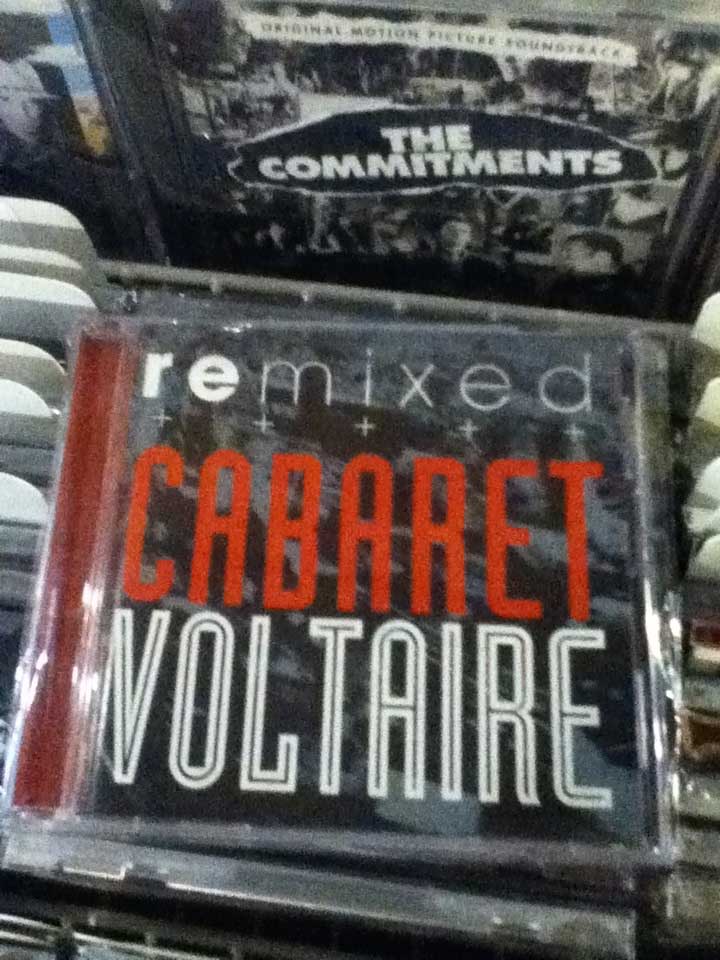 ORIGINAL MOTION PICTURE SOUNDTRACK
THE
COMMITMENTS
remixed
+ + + + +
CABARET
VOLTAIRE